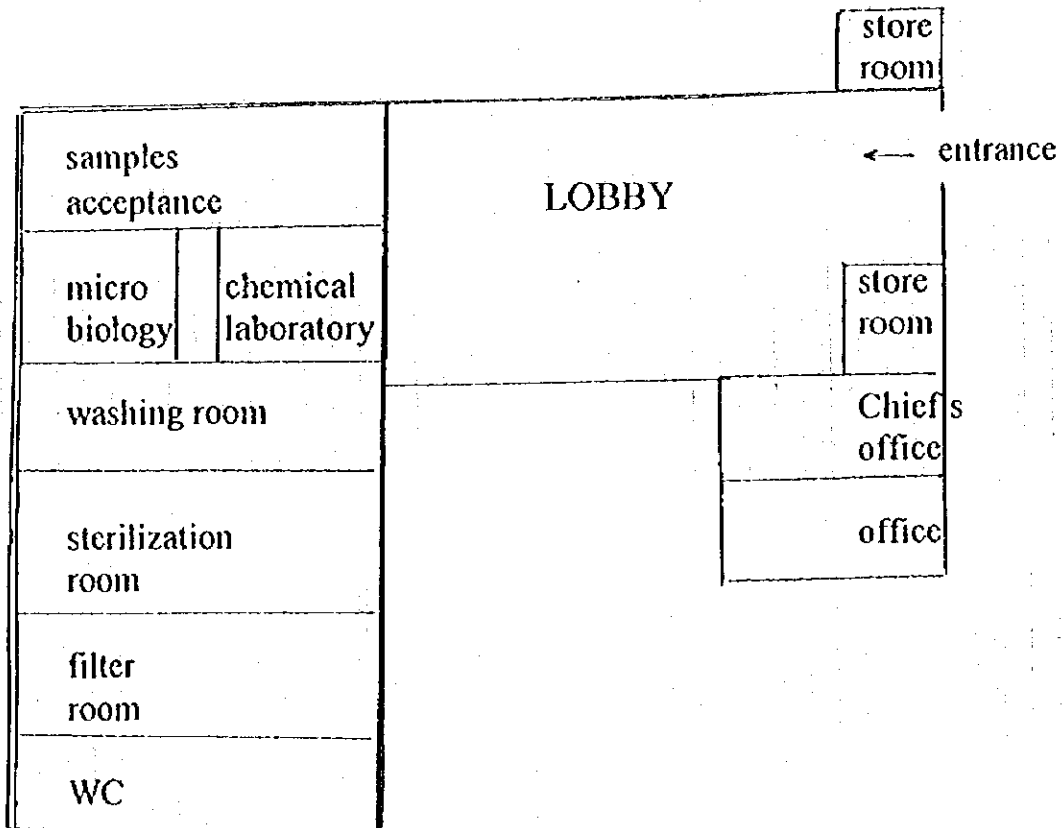 store
room
samples
acceptance
LOBBY
← entrance
micro
biology
chemical
laboratory
store
room
washing room
Chief's
office
sterilization
room
office
filter
room
WC